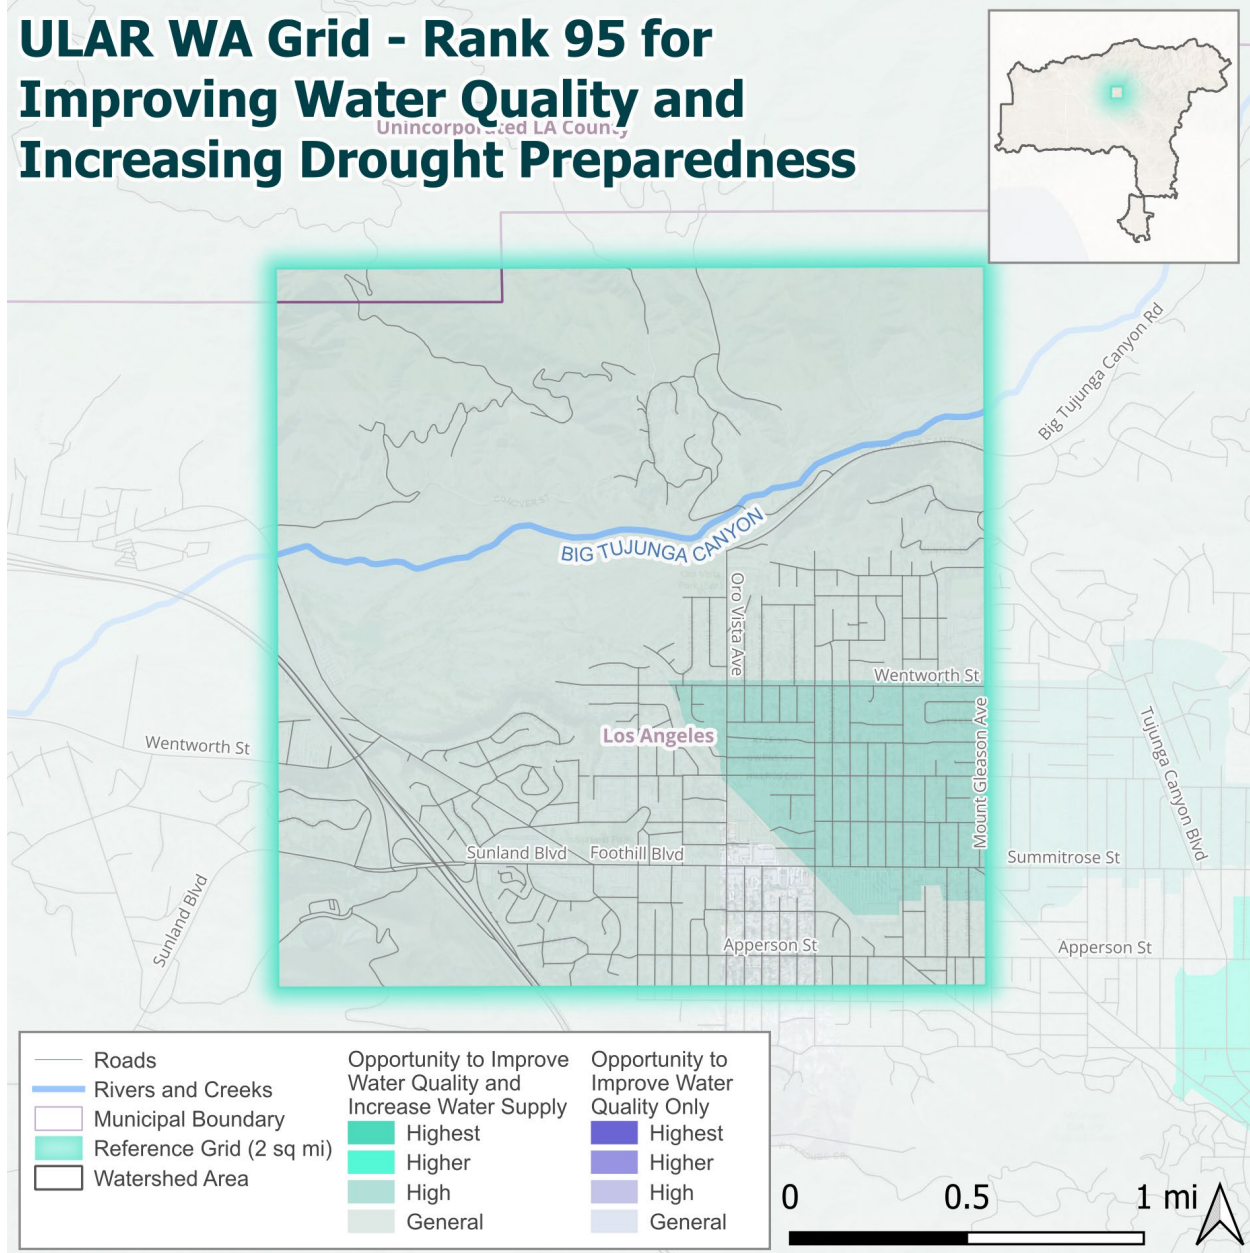 ULAR WA Grid - Rank 95 for
Improving Water Quality and
Unincorporated LA County
Increasing Drought Preparedness
Big Tujunga Canyon Rd
BIG TUJUNGA CANYON
Oro Vista Ave
Wentworth St
Mount Gleason Ave
Los Angeles
Wentworth St
Tujunga Canyon Blvd
Sunland Blvd
Foothill Blvd
Summitrose St
Sunland Blvd
Apperson St
Apperson St
Roads
Rivers and Creeks
Municipal Boundary
Reference Grid (2 sq mi)
Watershed Area
Opportunity to Improve
Water Quality and
Increase Water Supply
Highest
Higher
High
General
Opportunity to
Improve Water
Quality Only
Highest
Higher
High
General
0 0.5 1 mi